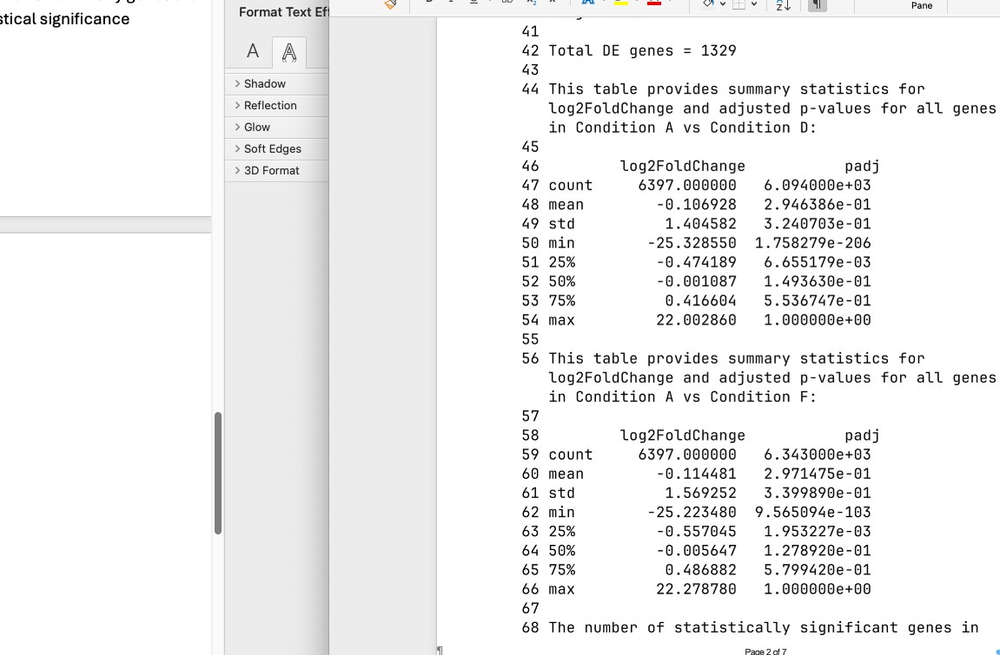 stical significance
Format Text Eff
A A
> Shadow
> Reflection
> Glow
> Soft Edges
> 3D Format
Pane
41
42 Total DE genes = 1329
43
44 This table provides summary statistics for
log2FoldChange and adjusted p-values for all genes
in Condition A vs Condition D:
45
46 log2FoldChange padj
47 count 6397.000000 6.094000e+03
48 mean -0.106928 2.946386e-01
49 std 1.404582 3.240703e-01
50 min -25.328550 1.758279e-206
51 25% -0.474189 6.655179e-03
52 50% -0.001087 1.493630e-01
53 75% 0.416604 5.536747e-01
54 max 22.002860 1.000000e+00
55
56 This table provides summary statistics for
log2FoldChange and adjusted p-values for all genes
in Condition A vs Condition F:
57
58 log2FoldChange padj
59 count 6397.000000 6.343000e+03
60 mean -0.114481 2.971475e-01
61 std 1.569252 3.399890e-01
62 min -25.223480 9.565094e-103
63 25% -0.557045 1.953227e-03
64 50% -0.005647 1.278920e-01
65 75% 0.486882 5.799420e-01
66 max 22.278780 1.000000e+00
67
68 The number of statistically significant genes in
Page 2 of 7